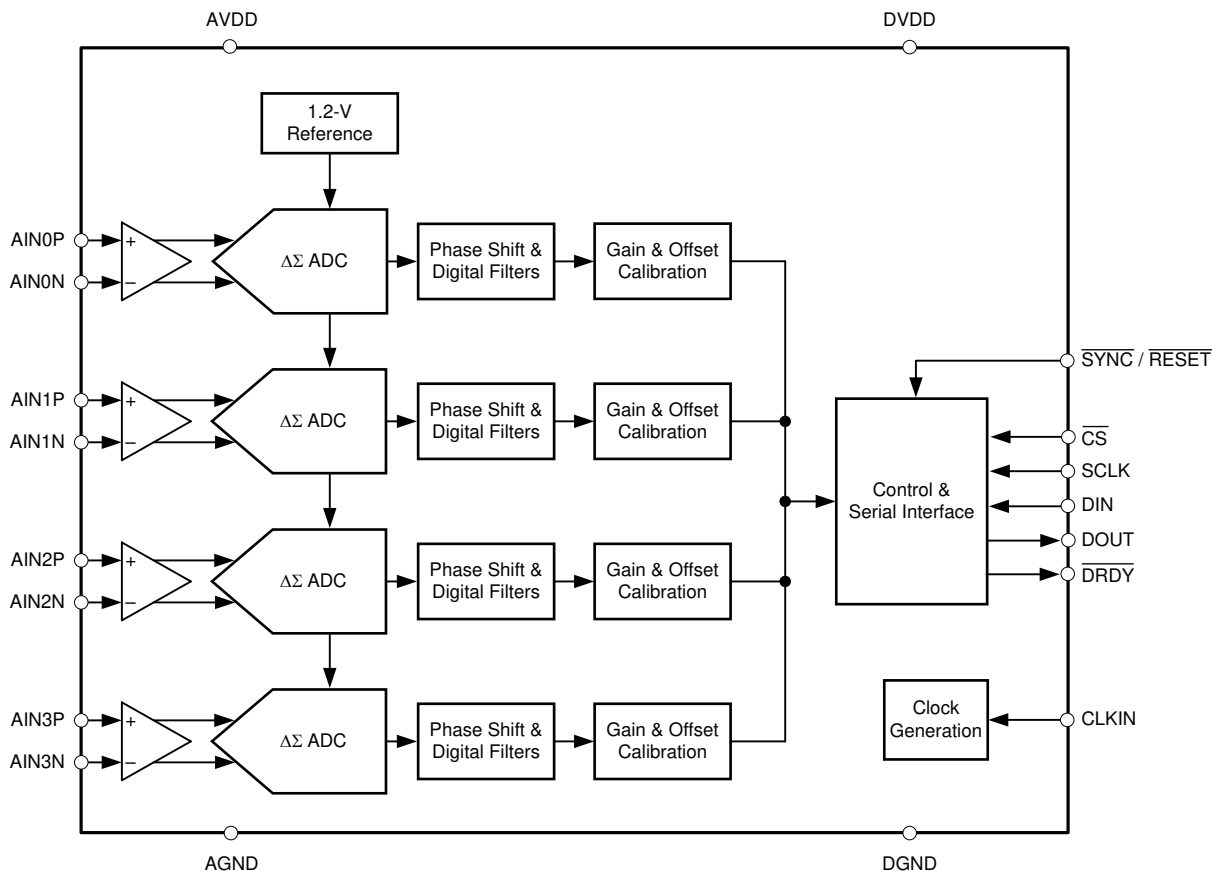 AVDD
DVDD
1.2-V
Reference
AIN0P
+
ΔΣ ADC
Phase Shift &
Digital Filters
Gain & Offset
Calibration
AIN0N
−
SYNC / RESET
AIN1P
+
ΔΣ ADC
Phase Shift &
Digital Filters
Gain & Offset
Calibration
AIN1N
−
CS
SCLK
Control &
Serial Interface
DIN
DOUT
DRDY
AIN2P
+
ΔΣ ADC
Phase Shift &
Digital Filters
Gain & Offset
Calibration
AIN2N
−
AIN3P
+
ΔΣ ADC
Phase Shift &
Digital Filters
Gain & Offset
Calibration
AIN3N
−
Clock
Generation
CLKIN
AGND
DGND